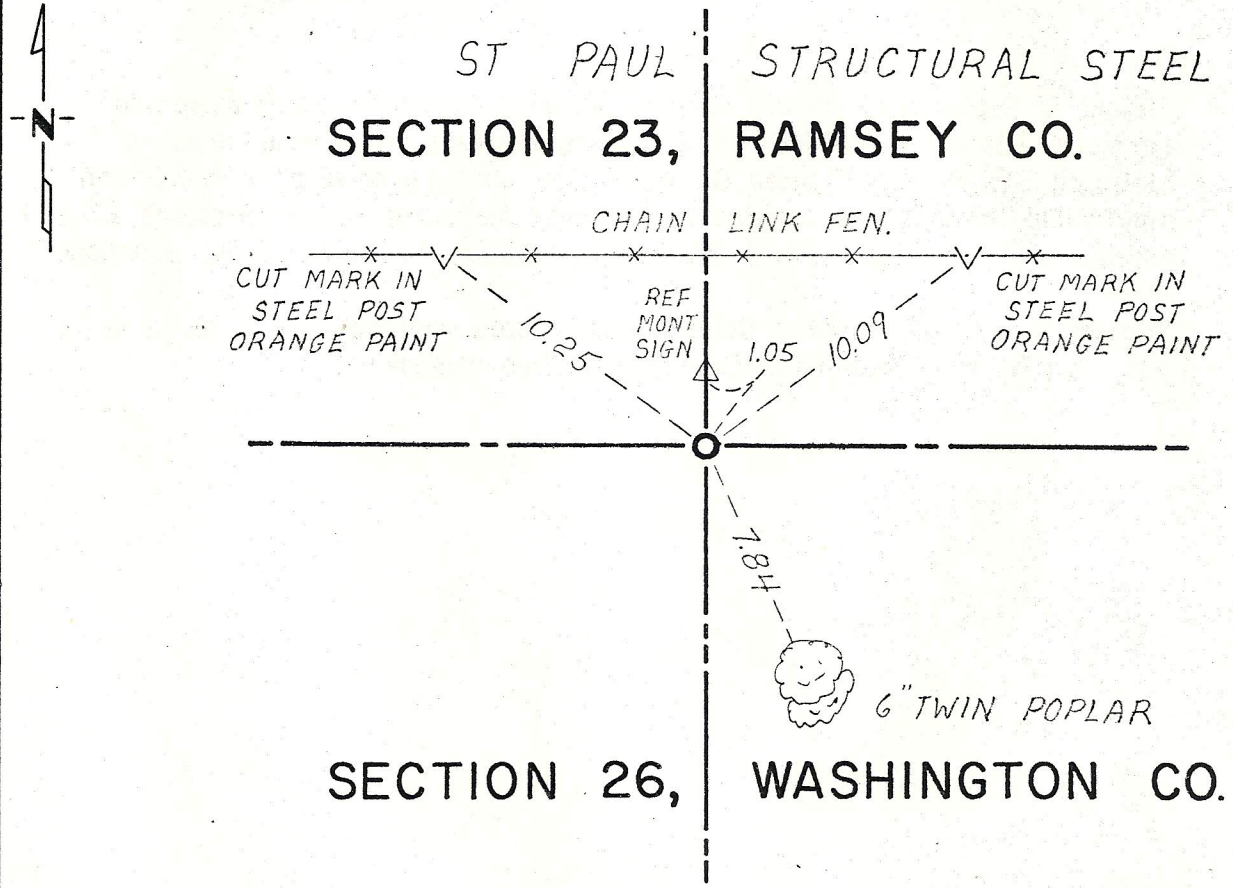 ST PAUL STRUCTURAL STEEL
N
SECTION 23, RAMSEY CO.
CHAIN LINK FEN.
CUT MARK IN
STEEL POST
ORANGE PAINT
10.25
REF
MONT
SIGN
1.05
10.09
CUT MARK IN
STEEL POST
ORANGE PAINT
7.84
6" TWIN POPLAR
SECTION 26, WASHINGTON CO.